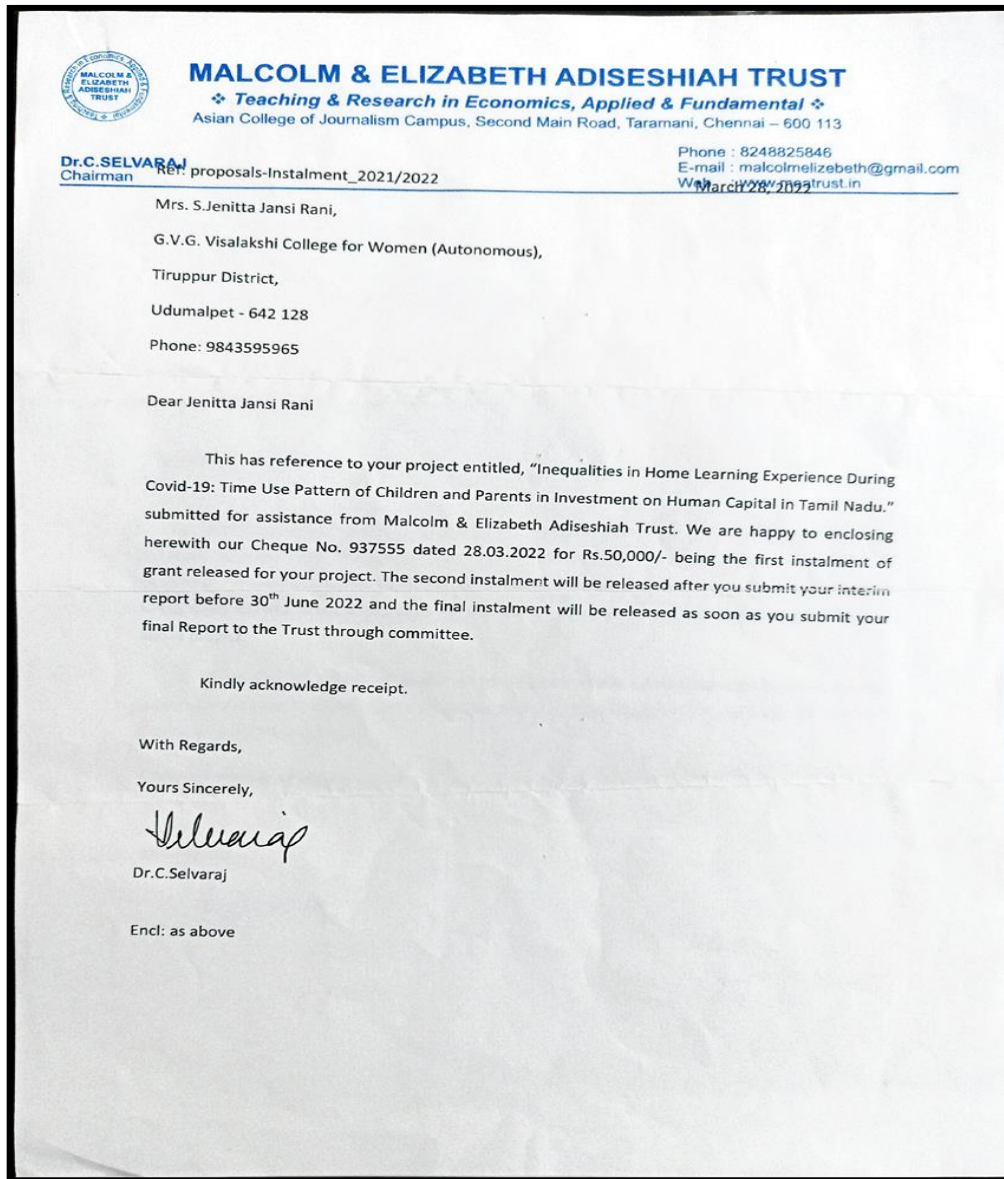 MALCOLM &
ELIZABETH
ADISESHIAH
TRUST
MALCOLM & ELIZABETH ADISESHIAH TRUST
❖ Teaching & Research in Economics, Applied & Fundamental ❖
Asian College of Journalism Campus, Second Main Road, Taramani, Chennai – 600 113
Dr.C.SELVARAJ
Chairman
Phone : 8248825846
E-mail : malcolmelizebeth@gmail.com
Ref: proposals-Instalment_2021/2022
March 28, 2022
Mrs. S.Jenitta Jansi Rani,
G.V.G. Visalakshi College for Women (Autonomous),
Tiruppur District,
Udumalpet - 642 128
Phone: 9843595965
Dear Jenitta Jansi Rani
This has reference to your project entitled, “Inequalities in Home Learning Experience During
Covid-19: Time Use Pattern of Children and Parents in Investment on Human Capital in Tamil Nadu.”
submitted for assistance from Malcolm & Elizabeth Adiseshiah Trust. We are happy to enclosing
herewith our Cheque No. 937555 dated 28.03.2022 for Rs.50,000/- being the first instalment of
grant released for your project. The second instalment will be released after you submit your interim
report before 30th June 2022 and the final instalment will be released as soon as you submit your
final Report to the Trust through committee.
Kindly acknowledge receipt.
With Regards,
Yours Sincerely,
Dr.C.Selvaraj
Encl: as above